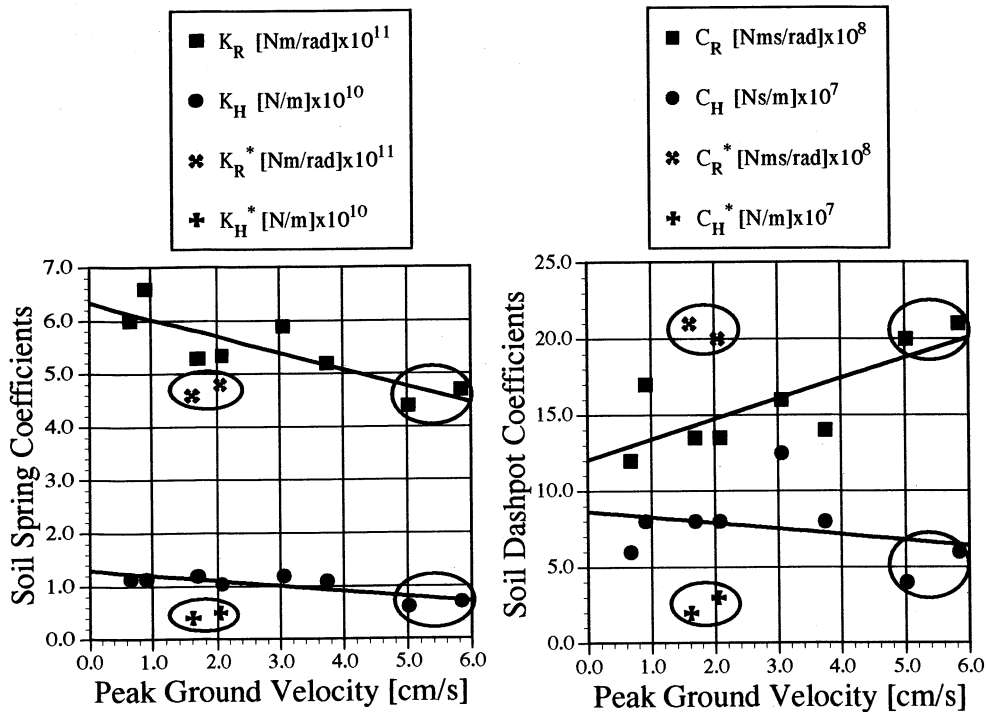 K_R [Nm/rad]x10^11
K_H [N/m]x10^10
K_R* [Nm/rad]x10^11
K_H* [N/m]x10^10
Soil Spring Coefficients
7.0
6.0
5.0
4.0
3.0
2.0
1.0
0.0
0.0 1.0 2.0 3.0 4.0 5.0 6.0
Peak Ground Velocity [cm/s]
C_R [Nms/rad]x10^8
C_H [Ns/m]x10^7
C_R* [Nms/rad]x10^8
C_H* [N/m]x10^7
Soil Dashpot Coefficients
25.0
20.0
15.0
10.0
5.0
0.0
0.0 1.0 2.0 3.0 4.0 5.0 6.0
Peak Ground Velocity [cm/s]